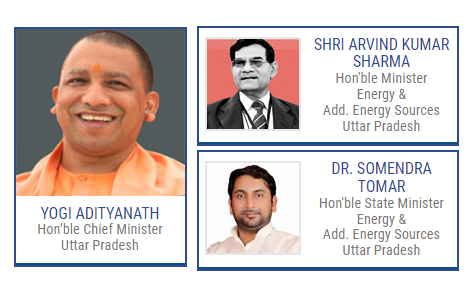 YOGI ADITYANATH
Hon'ble Chief Minister
Uttar Pradesh
SHRI ARVIND KUMAR
SHARMA
Hon'ble Minister
Energy &
Add. Energy Sources
Uttar Pradesh
DR. SOMENDRA
TOMAR
Hon'ble State Minister
Energy &
Add. Energy Sources
Uttar Pradesh